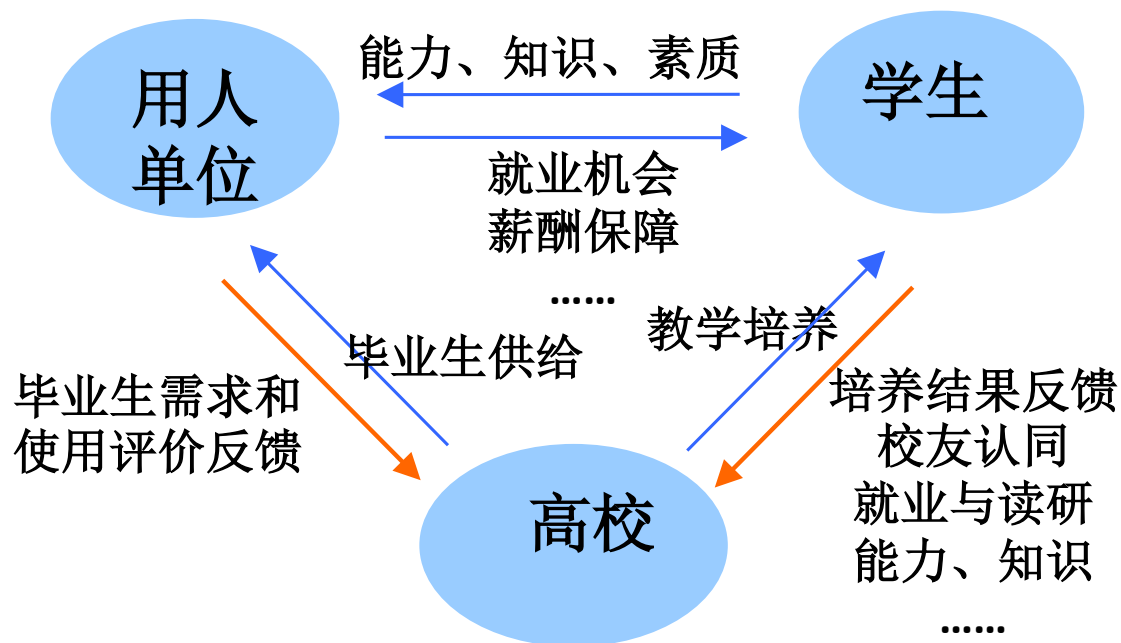 能力、知识、素质
用人
单位
学生
就业机会
薪酬保障
……
毕业生供给
教学培养
毕业生需求和
使用评价反馈
培养结果反馈
校友认同
就业与读研
能力、知识
……
高校